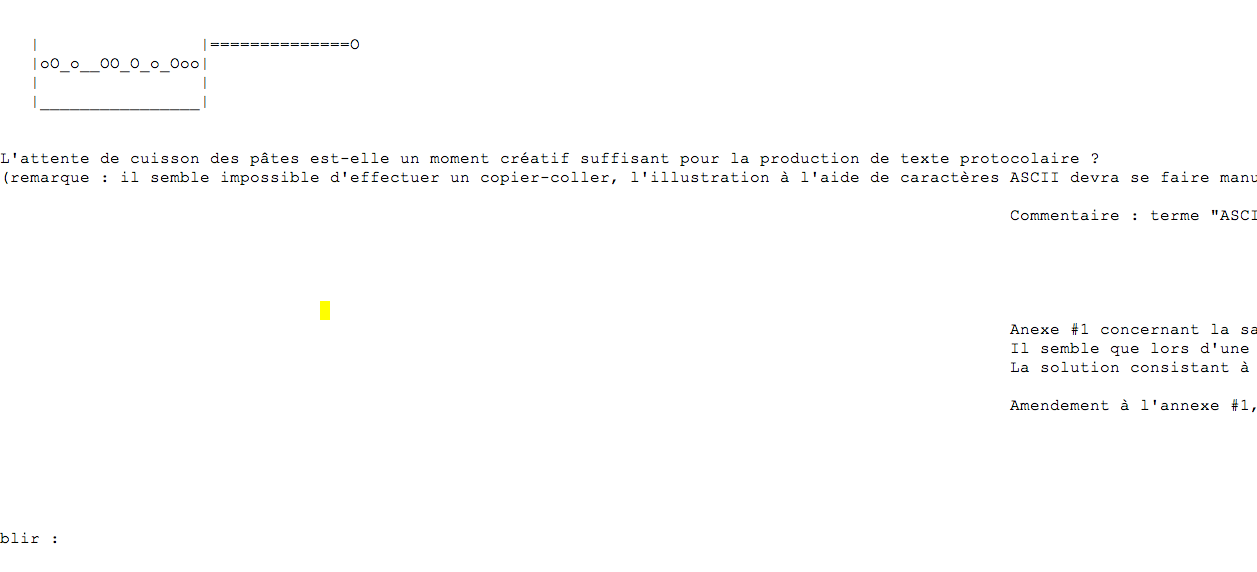 |                |==============O
|oO_o__OO_O_o_Ooo|
|                |
|________________|
L'attente de cuisson des pâtes est-elle un moment créatif suffisant pour la production de texte protocolaire ?
(remarque : il semble impossible d'effectuer un copier-coller, l'illustration à l'aide de caractères ASCII devra se faire manu
Commentaire : terme "ASCI
Anexe #1 concernant la sa
Il semble que lors d'une
La solution consistant à
Amendement à l'annexe #1,
blir :